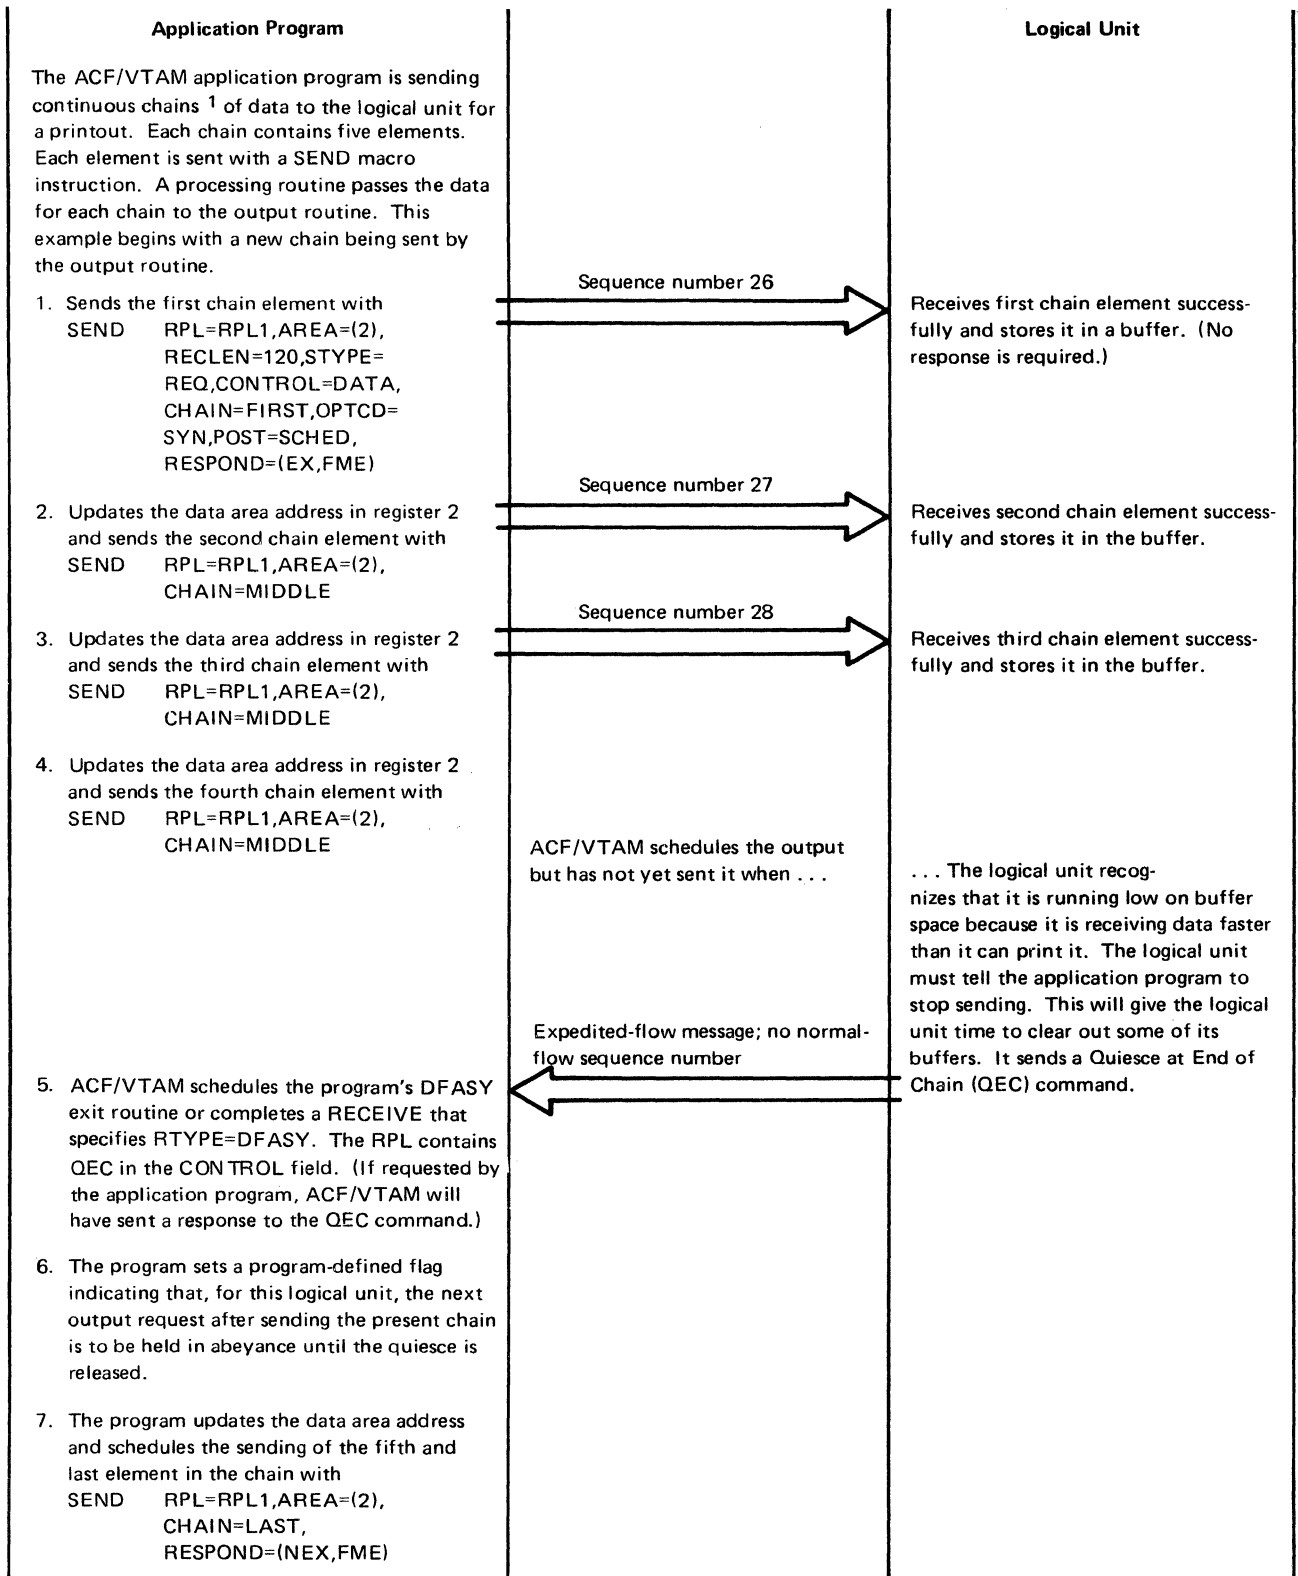 Application Program
Logical Unit
The ACF/VTAM application program is sending
continuous chains 1 of data to the logical unit for
a printout. Each chain contains five elements.
Each element is sent with a SEND macro
instruction. A processing routine passes the data
for each chain to the output routine. This
example begins with a new chain being sent by
the output routine.
1. Sends the first chain element with
SEND RPL=RPL1,AREA=(2),
RECLEN=120,STYPE=
REQ,CONTROL=DATA,
CHAIN=FIRST,OPTCD=
SYN,POST=SCHED,
RESPOND=(EX,FME)
Sequence number 26
Receives first chain element success-
fully and stores it in a buffer. (No
response is required.)
2. Updates the data area address in register 2
and sends the second chain element with
SEND RPL=RPL1,AREA=(2),
CHAIN=MIDDLE
Sequence number 27
Receives second chain element success-
fully and stores it in the buffer.
3. Updates the data area address in register 2
and sends the third chain element with
SEND RPL=RPL1,AREA=(2),
CHAIN=MIDDLE
Sequence number 28
Receives third chain element success-
fully and stores it in the buffer.
4. Updates the data area address in register 2
and sends the fourth chain element with
SEND RPL=RPL1,AREA=(2),
CHAIN=MIDDLE
ACF/VTAM schedules the output
but has not yet sent it when . . .
. . . The logical unit recog-
nizes that it is running low on buffer
space because it is receiving data faster
than it can print it. The logical unit
must tell the application program to
stop sending. This will give the logical
unit time to clear out some of its
buffers. It sends a Quiesce at End of
Chain (QEC) command.
Expedited-flow message; no normal-
flow sequence number
5. ACF/VTAM schedules the program's DFASY
exit routine or completes a RECEIVE that
specifies RTYPE=DFASY. The RPL contains
QEC in the CONTROL field. (If requested by
the application program, ACF/VTAM will
have sent a response to the QEC command.)
6. The program sets a program-defined flag
indicating that, for this logical unit, the next
output request after sending the present chain
is to be held in abeyance until the quiesce is
released.
7. The program updates the data area address
and schedules the sending of the fifth and
last element in the chain with
SEND RPL=RPL1,AREA=(2),
CHAIN=LAST,
RESPOND=(NEX,FME)